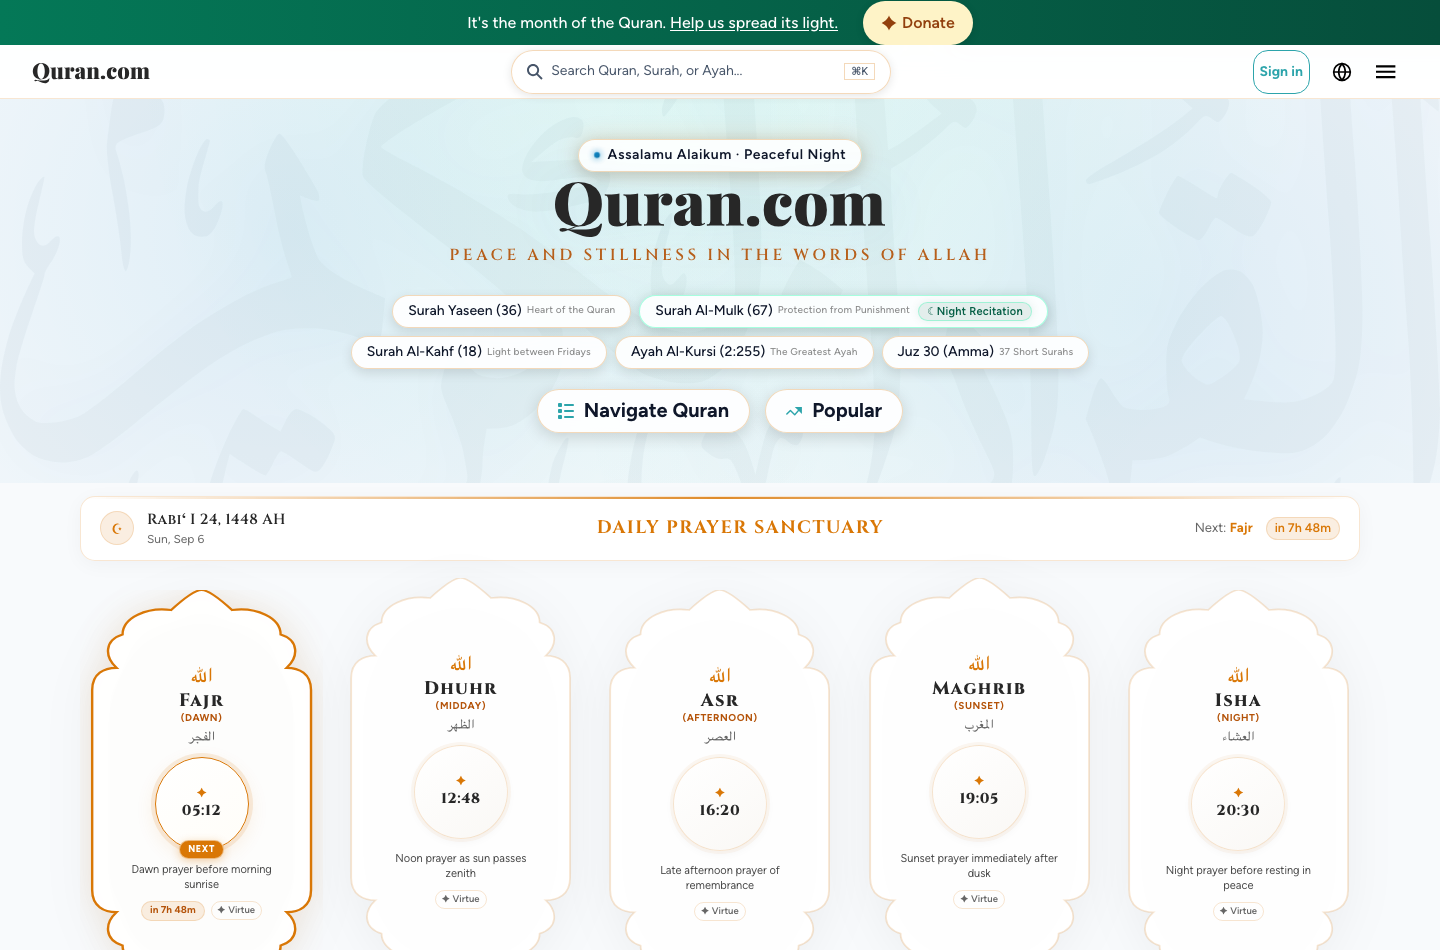 It's the month of the Quran. Help us spread its light.
✦ Donate
Quran.com
Search Quran, Surah, or Ayah...
⌘K
Sign in
Assalamu Alaikum · Peaceful Night
Quran.com
PEACE AND STILLNESS IN THE WORDS OF ALLAH
Surah Yaseen (36) Heart of the Quran
Surah Al-Mulk (67) Protection from Punishment ☾ Night Recitation
Surah Al-Kahf (18) Light between Fridays
Ayah Al-Kursi (2:255) The Greatest Ayah
Juz 30 (Amma) 37 Short Surahs
Navigate Quran
Popular
Rabiʻ I 24, 1448 AH
Sun, Sep 6
DAILY PRAYER SANCTUARY
Next: Fajr in 7h 48m
الله
Fajr
(DAWN)
الفجر
✦
05:12
NEXT
Dawn prayer before morning
sunrise
in 7h 48m
✦ Virtue
الله
Dhuhr
(MIDDAY)
الظهر
✦
12:48
Noon prayer as sun passes
zenith
✦ Virtue
الله
Asr
(AFTERNOON)
العصر
✦
16:20
Late afternoon prayer of
remembrance
✦ Virtue
الله
Maghrib
(SUNSET)
المغرب
✦
19:05
Sunset prayer immediately after
dusk
✦ Virtue
الله
Isha
(NIGHT)
العشاء
✦
20:30
Night prayer before resting in
peace
✦ Virtue